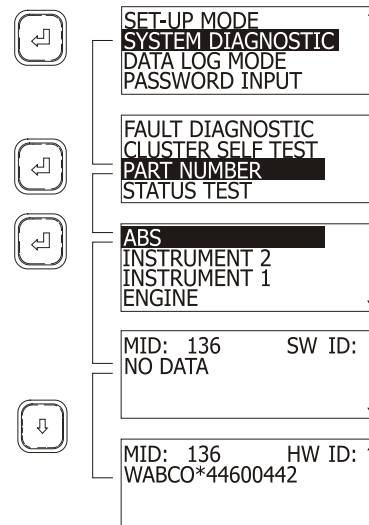 SET-UP MODE
SYSTEM DIAGNOSTIC
DATA LOG MODE
PASSWORD INPUT
FAULT DIAGNOSTIC
CLUSTER SELF TEST
PART NUMBER
STATUS TEST
ABS
INSTRUMENT 2
INSTRUMENT 1
ENGINE
MID: 136 SW ID:
NO DATA
MID: 136 HW ID:
WABCO*44600442